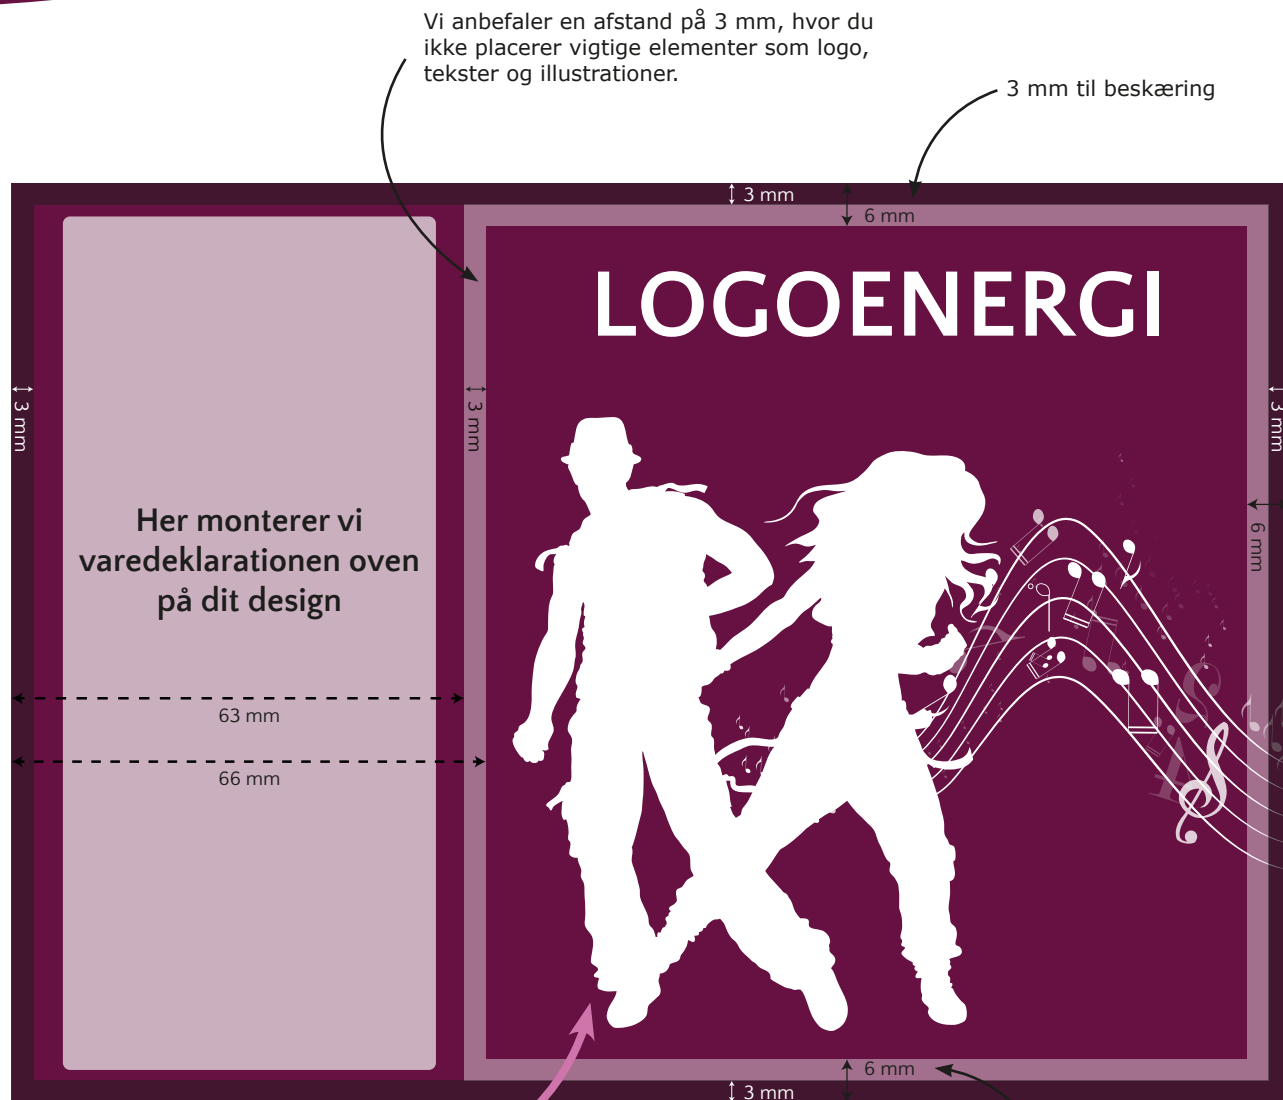 Vi anbefaler en afstand på 3 mm, hvor du
ikke placerer vigtige elementer som logo,
tekster og illustrationer.
3 mm til beskæring
3 mm
6 mm
LOGOENERGI
3 mm
3 mm
3 mm
6 mm
Her monterer vi
varedeklarationen oven
på dit design
63 mm
66 mm
6 mm
3 mm